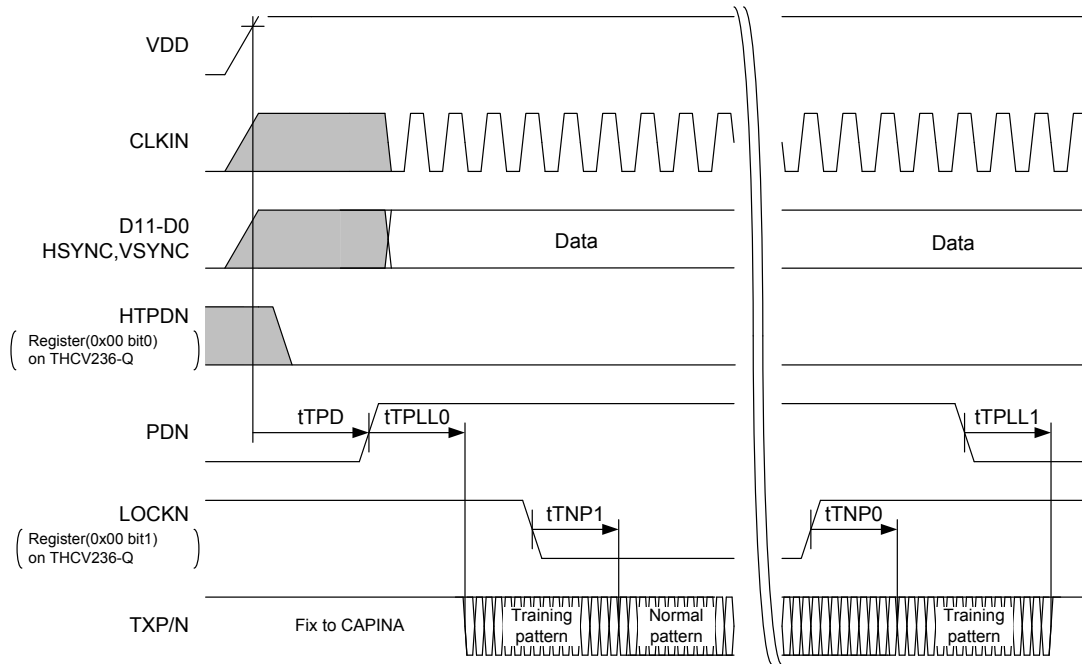 VDD
CLKIN
D11-D0
HSYNC,VSYNC
Data
Data
HTPDN
Register(0x00 bit0)
on THCV236-Q
PDN
tTPD
tTPLL0
tTPLL1
LOCKN
Register(0x00 bit1)
on THCV236-Q
tTNP1
tTNP0
TXP/N
Fix to CAPINA
Training
pattern
Normal
pattern
Training
pattern